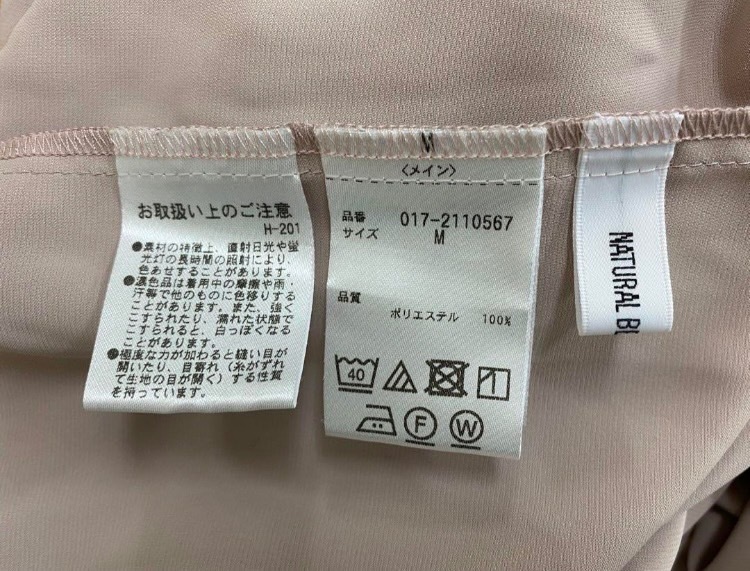 お取扱い上のご注意
H-201
●素材の特徴上、直射日光や蛍
光灯の長時間の照射により、
色あせすることがあります。
●濃色品は着用中の摩擦や雨・
汗等で他のものに色移りする
ことがあります。また、強く
こすられたり、濡れた状態で
こすられると、白っぽくなる
ことがあります。
●極度な力が加わると縫い目が
開いたり、目寄れ(糸がずれ
て生地の目が開く)する性質
を持っています。
M
〈メイン〉
品番 017-2110567
サイズ M
品質
ポリエステル 100%
40
F
W
NATURAL